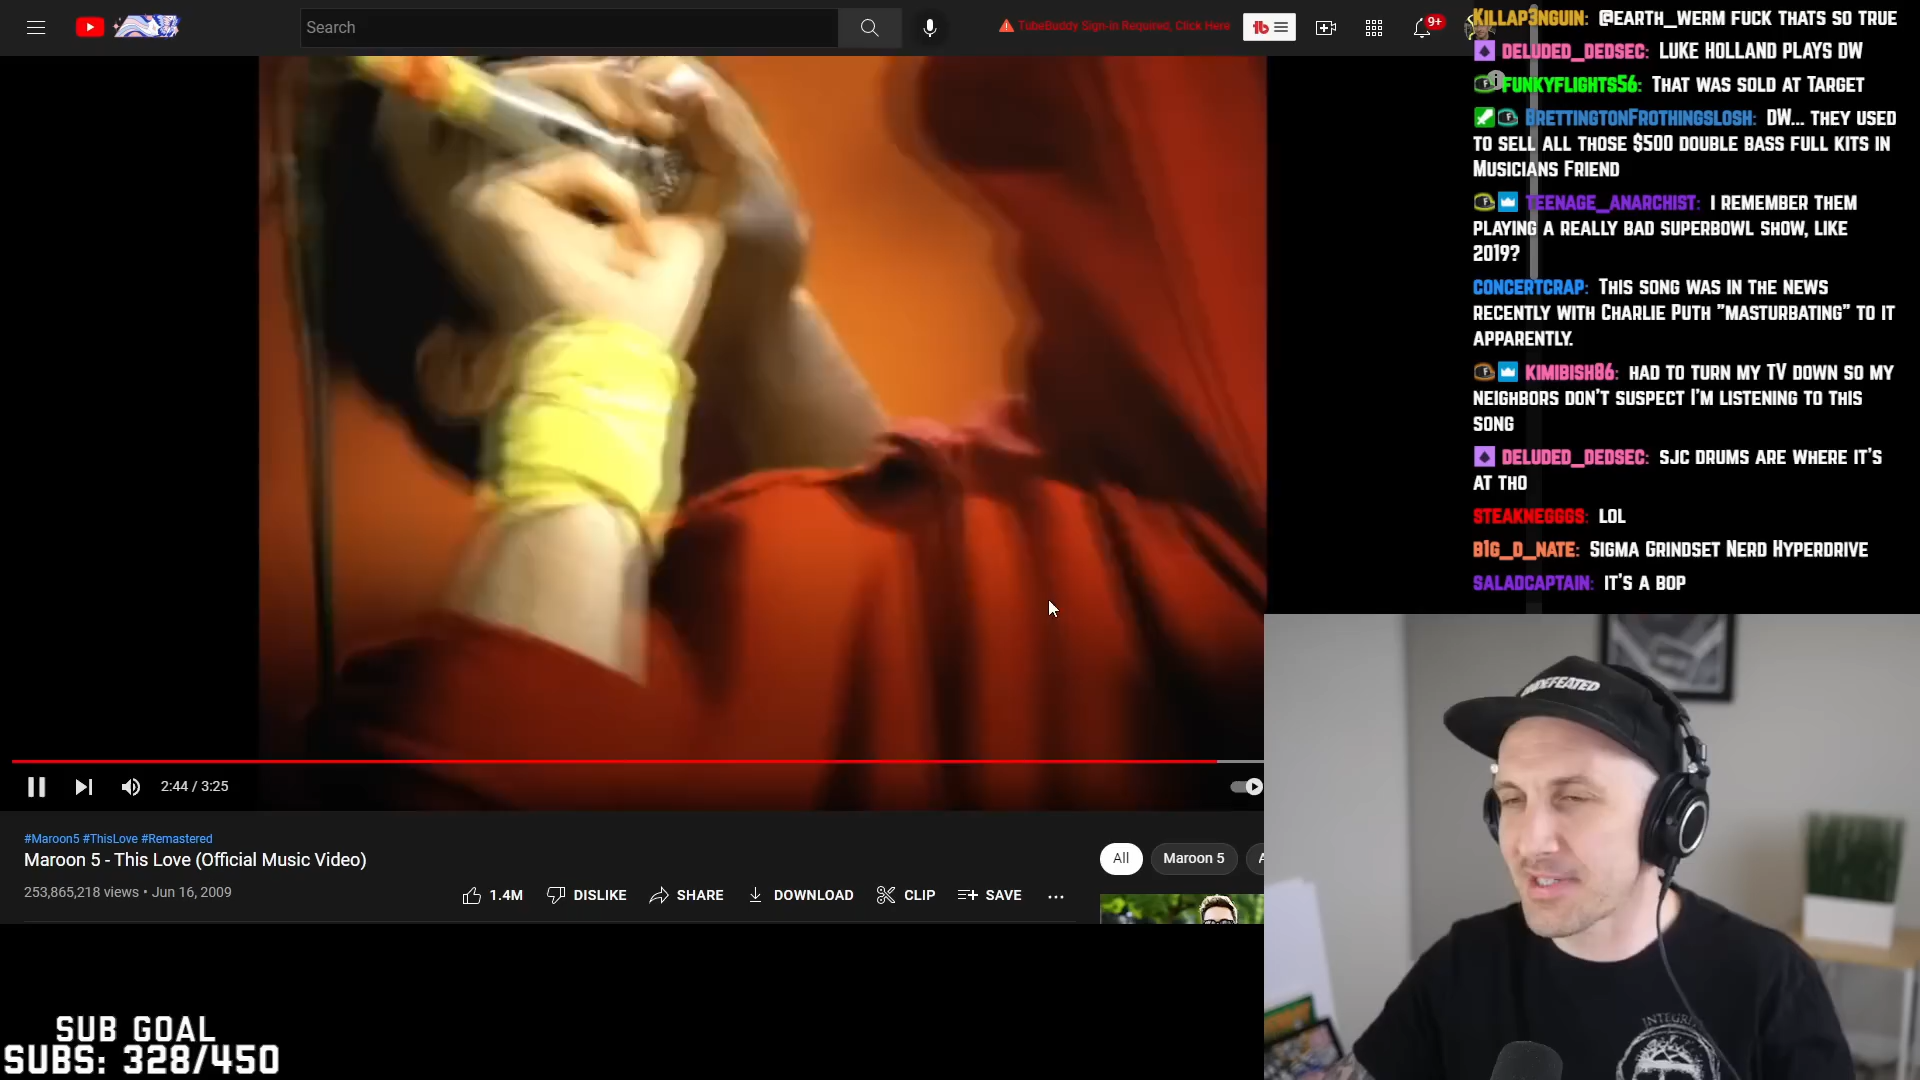 Search
TubeBuddy Sign-in Required, Click Here
tb
9+
Killap3nguin: @earth_werm fuck thats so true
deluded_dedsec: Luke Holland plays DW
funkyflights56: That was sold at Target
BrettingtonFrothingslosh: DW... they used
to sell all those $500 double bass full kits in
Musicians Friend
teenage_anarchist: I remember them
playing a really bad superbowl show, like
2019?
concertcrap: This song was in the news
recently with Charlie Puth "masturbating" to it
apparently.
kimibish86: had to turn my TV down so my
neighbors don't suspect I'm listening to this
song
deluded_dedsec: SJC drums are where it's
at tho
steaknegggs: lol
B1g_D_Nate: Sigma Grindset Nerd Hyperdrive
saladcaptain: it's a bop
2:44 / 3:25
#Maroon5 #ThisLove #Remastered
Maroon 5 - This Love (Official Music Video)
253,865,218 views • Jun 16, 2009
1.4M
DISLIKE
SHARE
DOWNLOAD
CLIP
SAVE
All
Maroon 5
SUB GOAL
SUBS: 328/450